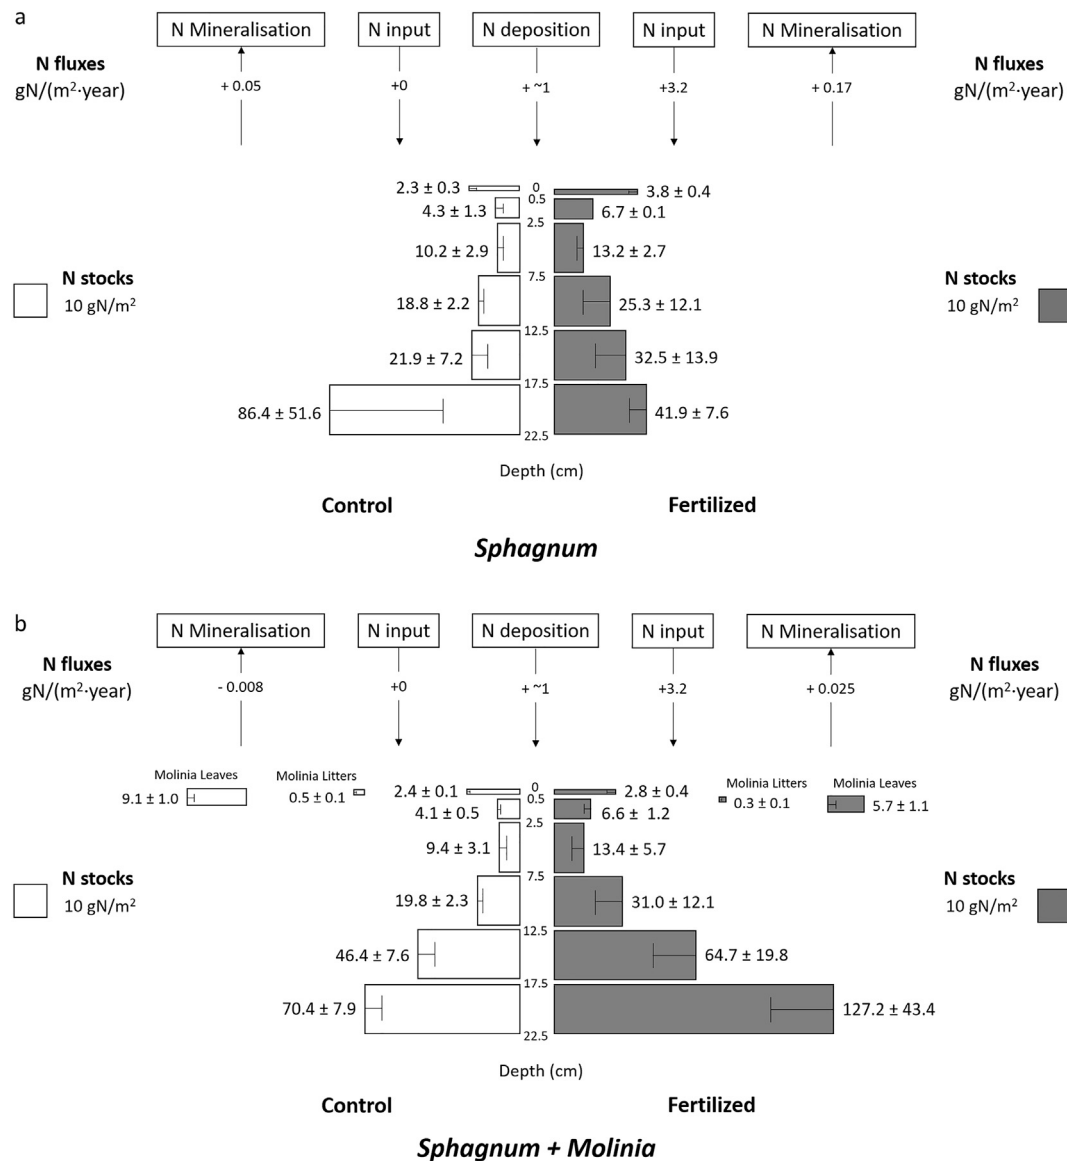 a
N Mineralisation
N input
N deposition
N input
N Mineralisation
N fluxes
gN/(m²·year)
+ 0.05
+0
+ ~1
+3.2
+ 0.17
N fluxes
gN/(m²·year)
2.3 ± 0.3
0
3.8 ± 0.4
0.5
4.3 ± 1.3
6.7 ± 0.1
2.5
10.2 ± 2.9
13.2 ± 2.7
7.5
N stocks
10 gN/m²
18.8 ± 2.2
25.3 ± 12.1
N stocks
10 gN/m²
12.5
21.9 ± 7.2
32.5 ± 13.9
17.5
86.4 ± 51.6
41.9 ± 7.6
22.5
Depth (cm)
Control
Fertilized
Sphagnum
b
N Mineralisation
N input
N deposition
N input
N Mineralisation
N fluxes
gN/(m²·year)
- 0.008
+0
+ ~1
+3.2
+ 0.025
N fluxes
gN/(m²·year)
Molinia Leaves
9.1 ± 1.0
Molinia Litters
0.5 ± 0.1
2.4 ± 0.1
0
2.8 ± 0.4
Molinia Litters
0.3 ± 0.1
Molinia Leaves
5.7 ± 1.1
0.5
4.1 ± 0.5
6.6 ± 1.2
2.5
9.4 ± 3.1
13.4 ± 5.7
7.5
N stocks
10 gN/m²
19.8 ± 2.3
31.0 ± 12.1
N stocks
10 gN/m²
12.5
46.4 ± 7.6
64.7 ± 19.8
17.5
70.4 ± 7.9
127.2 ± 43.4
22.5
Depth (cm)
Control
Fertilized
Sphagnum + Molinia